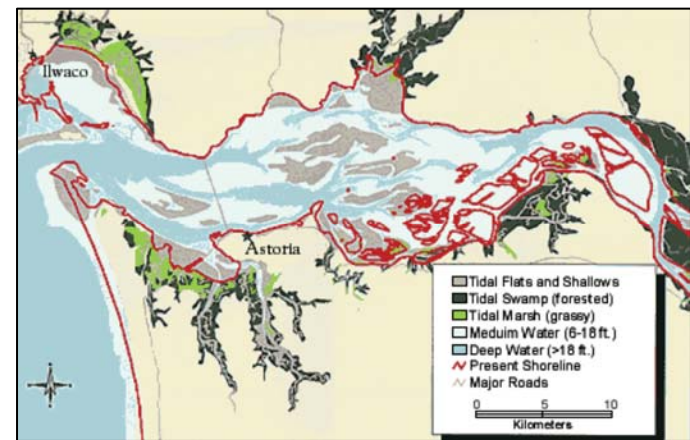 Ilwaco
Astoria
Tidal Flats and Shallows
Tidal Swamp (forested)
Tidal Marsh (grassy)
Meduim Water (6-18 ft.)
Deep Water (>18 ft.)
Present Shoreline
Major Roads
0 5 10
Kilometers